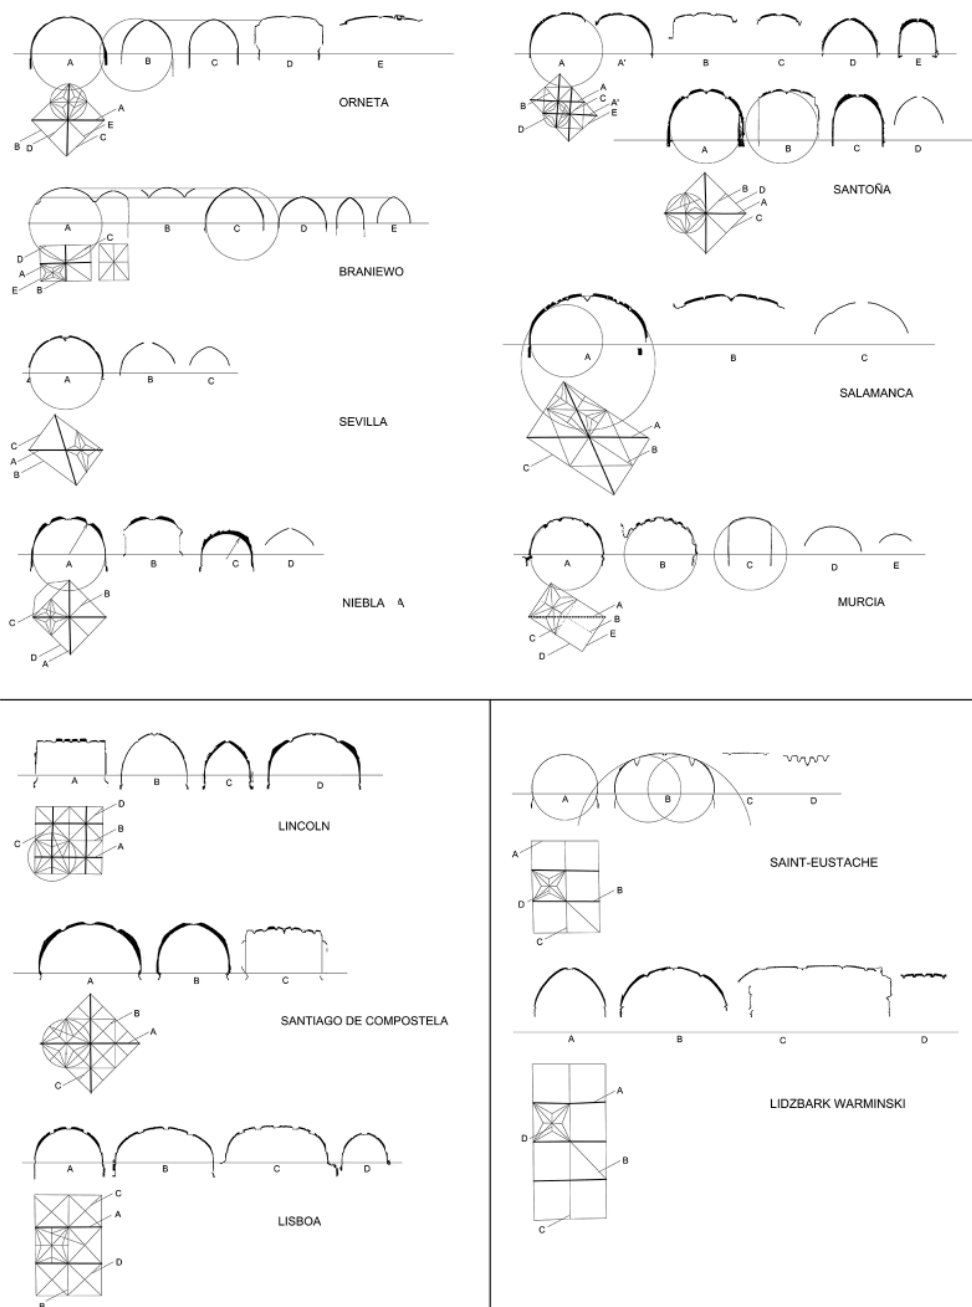 A B C D E
A
E
B D C
ORNETA
A A' B C D E
A
B C
A'
D E
A B C D
SANTOÑA
B D
A
C
A B C D E
C
D
A
E
B
BRANIEWO
A B C
SEVILLA
C
A
B
A B C
SALAMANCA
A
B
C
A B C D
NIEBLA A
B
C
D
A
A B C D E
MURCIA
A
B
C E
D
A B C D
LINCOLN
D
B
C
A
A B C
SANTIAGO DE COMPOSTELA
B
A
C
A B C D
LISBOA
C
A
D
B
A B C D
SAINT-EUSTACHE
A
B
D
C
A B C D
LIDZBARK WARMINSKI
A
D
B
C